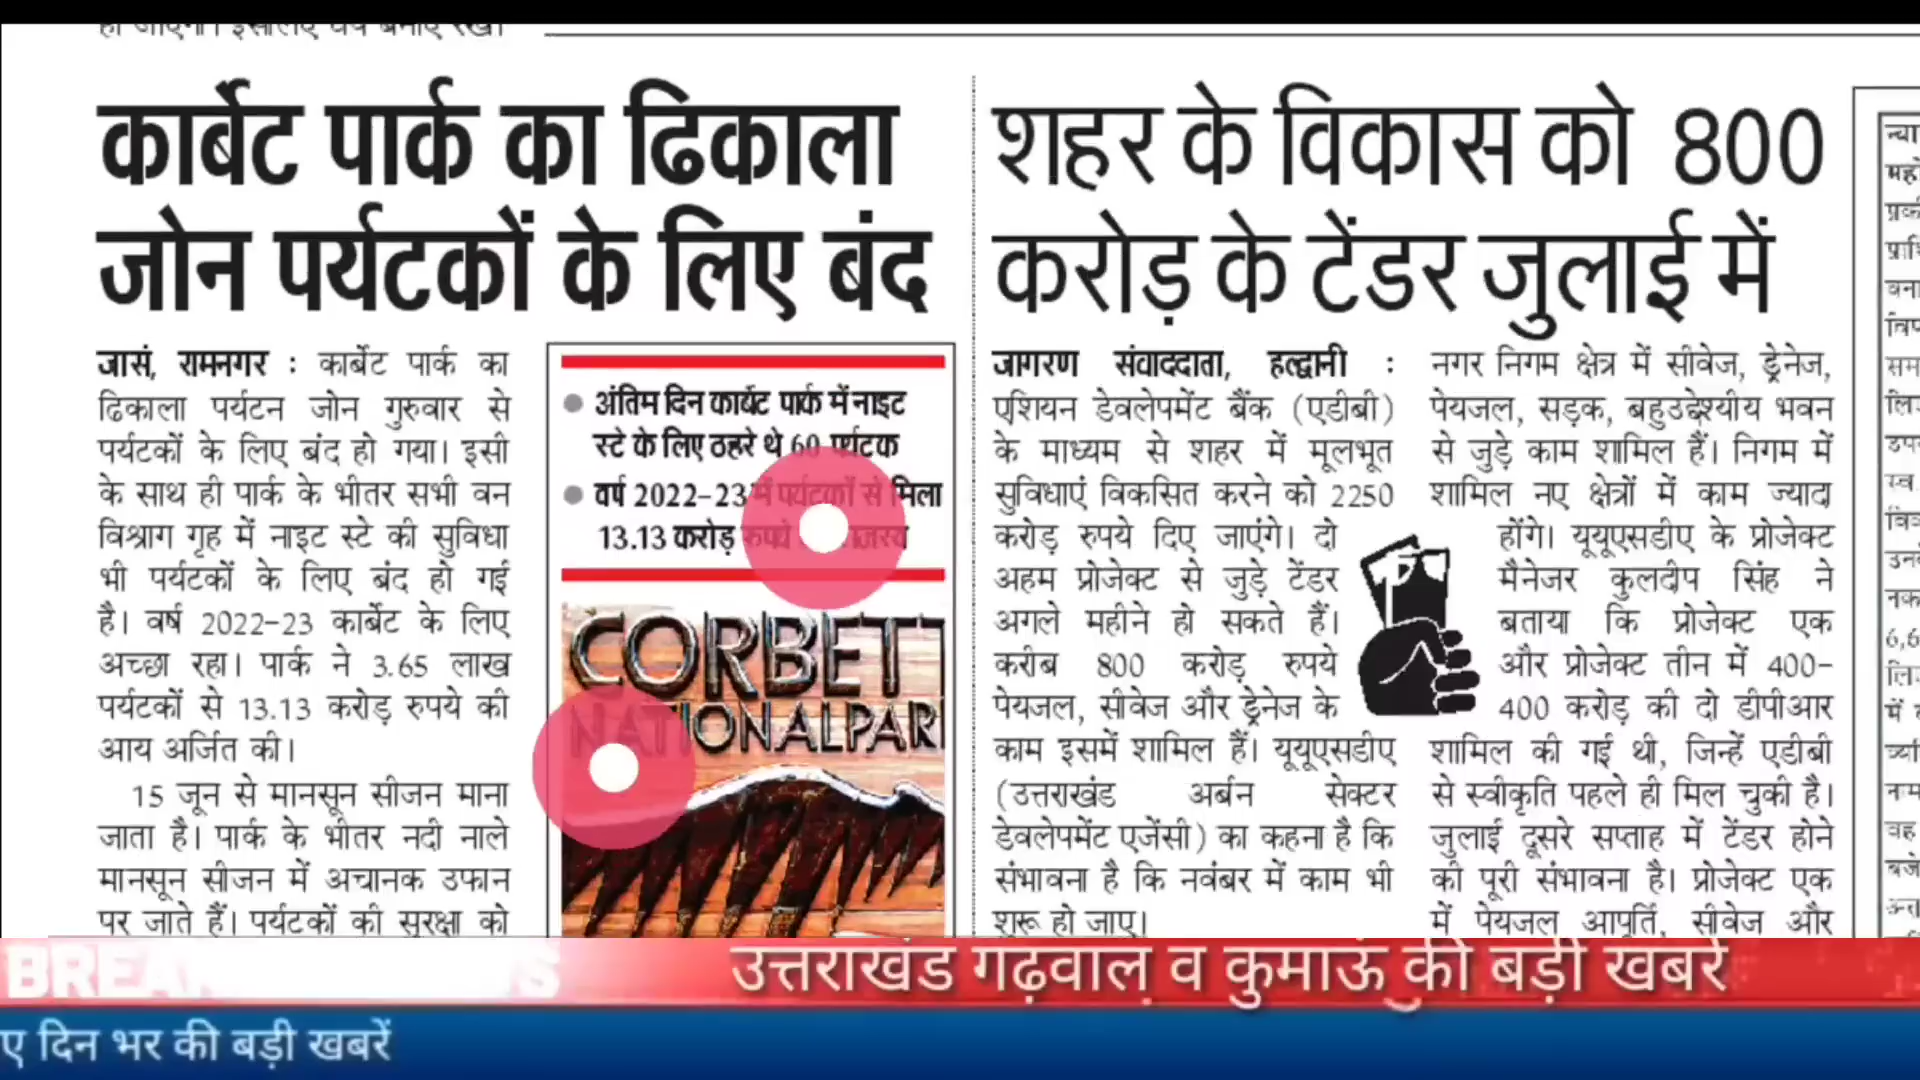 कार्बेट पार्क का ढिकाला
जोन पर्यटकों के लिए बंद
जासं, रामनगर : कार्बेट पार्क का
ढिकाला पर्यटन जोन गुरुवार से
पर्यटकों के लिए बंद हो गया। इसी
के साथ ही पार्क के भीतर सभी वन
विश्राग गृह में नाइट स्टे की सुविधा
भी पर्यटकों के लिए बंद हो गई
है। वर्ष 2022-23 कार्बेट के लिए
अच्छा रहा। पार्क ने 3.65 लाख
पर्यटकों से 13.13 करोड़ रुपये की
आय अर्जित की।
15 जून से मानसून सीजन माना
जाता है। पार्क के भीतर नदी नाले
मानसून सीजन में अचानक उफान
पर जाते हैं। पर्यटकों की सुरक्षा को
अंतिम दिन कार्बेट पार्क में नाइट
स्टे के लिए ठहरे थे 60 पर्यटक
वर्ष 2022-23 में पर्यटकों से मिला
13.13 करोड़ रुपये राजस्व
CORBETT
NATIONAL PAR
शहर के विकास को 800
करोड़ के टेंडर जुलाई में
जागरण संवाददाता, हल्द्वानी :
एशियन डेवलेपमेंट बैंक (एडीबी)
के माध्यम से शहर में मूलभूत
सुविधाएं विकसित करने को 2250
करोड़ रुपये दिए जाएंगे। दो
अहम प्रोजेक्ट से जुड़े टेंडर
अगले महीने हो सकते हैं।
करीब 800 करोड़ रुपये
पेयजल, सीवेज और ड्रेनेज के
काम इसमें शामिल हैं। यूयूएसडीए
(उत्तराखंड अर्बन सेक्टर
डेवलेपमेंट एजेंसी) का कहना है कि
संभावना है कि नवंबर में काम भी
शुरू हो जाए।
नगर निगम क्षेत्र में सीवेज, ड्रेनेज,
पेयजल, सड़क, बहुउद्देश्यीय भवन
से जुड़े काम शामिल हैं। निगम में
शामिल नए क्षेत्रों में काम ज्यादा
होंगे। यूयूएसडीए के प्रोजेक्ट
मैनेजर कुलदीप सिंह ने
बताया कि प्रोजेक्ट एक
और प्रोजेक्ट तीन में 400-
400 करोड़ की दो डीपीआर
शामिल की गई थी, जिन्हें एडीबी
से स्वीकृति पहले ही मिल चुकी है।
जुलाई दूसरे सप्ताह में टेंडर होने
की पूरी संभावना है। प्रोजेक्ट एक
में पेयजल आपूर्ति, सीवेज और
उत्तराखंड गढ़वाल व कुमाऊं की बड़ी खबरें
ए दिन भर की बड़ी खबरें